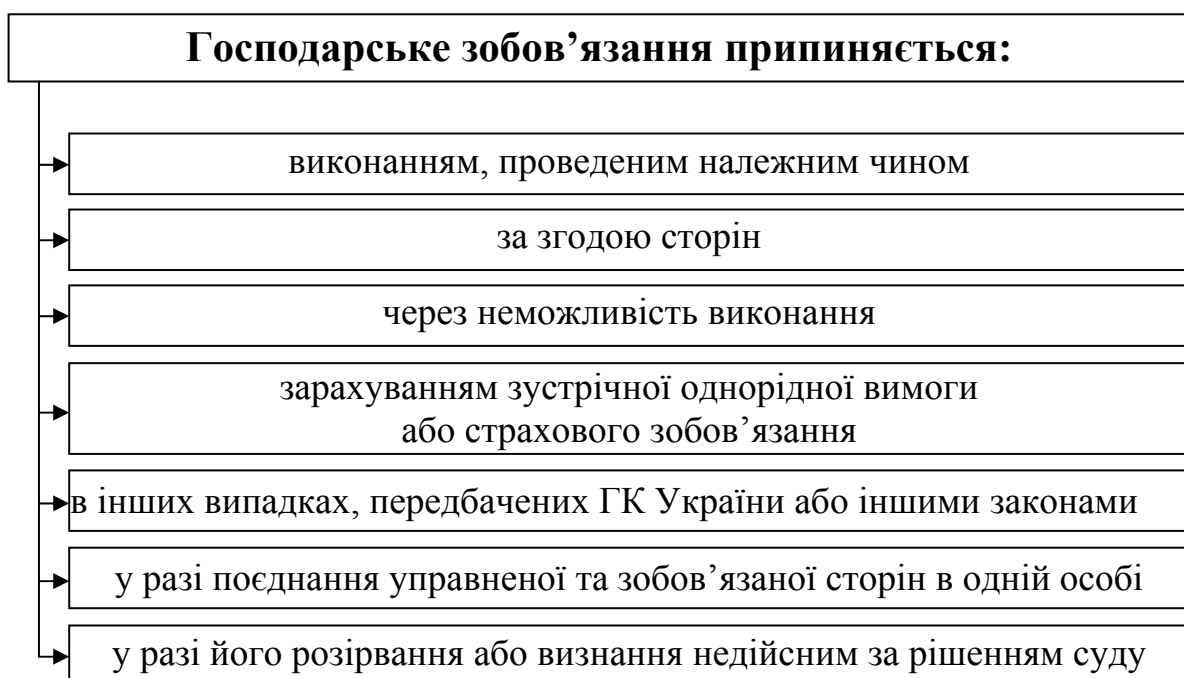 Господарське зобов’язання припиняється:
виконанням, проведеним належним чином
за згодою сторін
через неможливість виконання
зарахуванням зустрічної однорідної вимоги
або страхового зобов’язання
в інших випадках, передбачених ГК України або іншими законами
у разі поєднання управненої та зобов’язаної сторін в одній особі
у разі його розірвання або визнання недійсним за рішенням суду